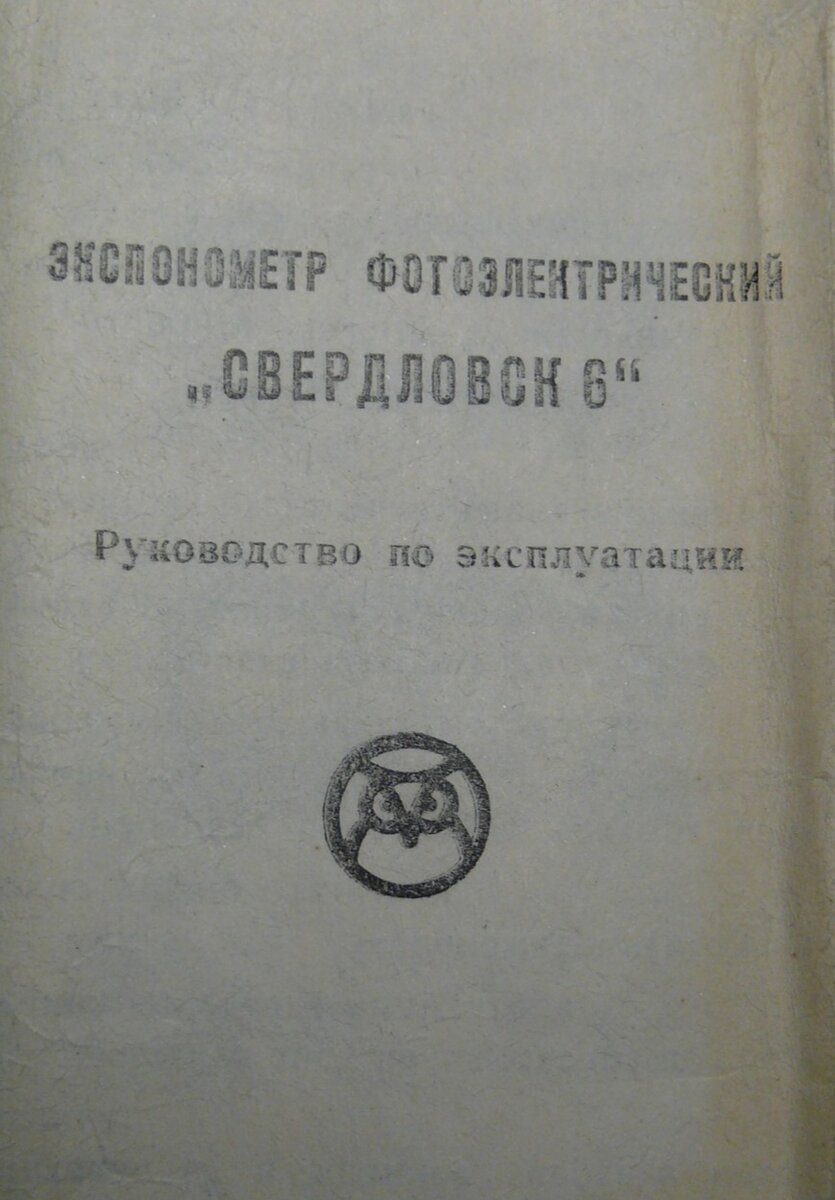 ЭКСПОНОМЕТР ФОТОЭЛЕКТРИЧЕСКИЙ
„СВЕРДЛОВСК 6“
Руководство по эксплуатации